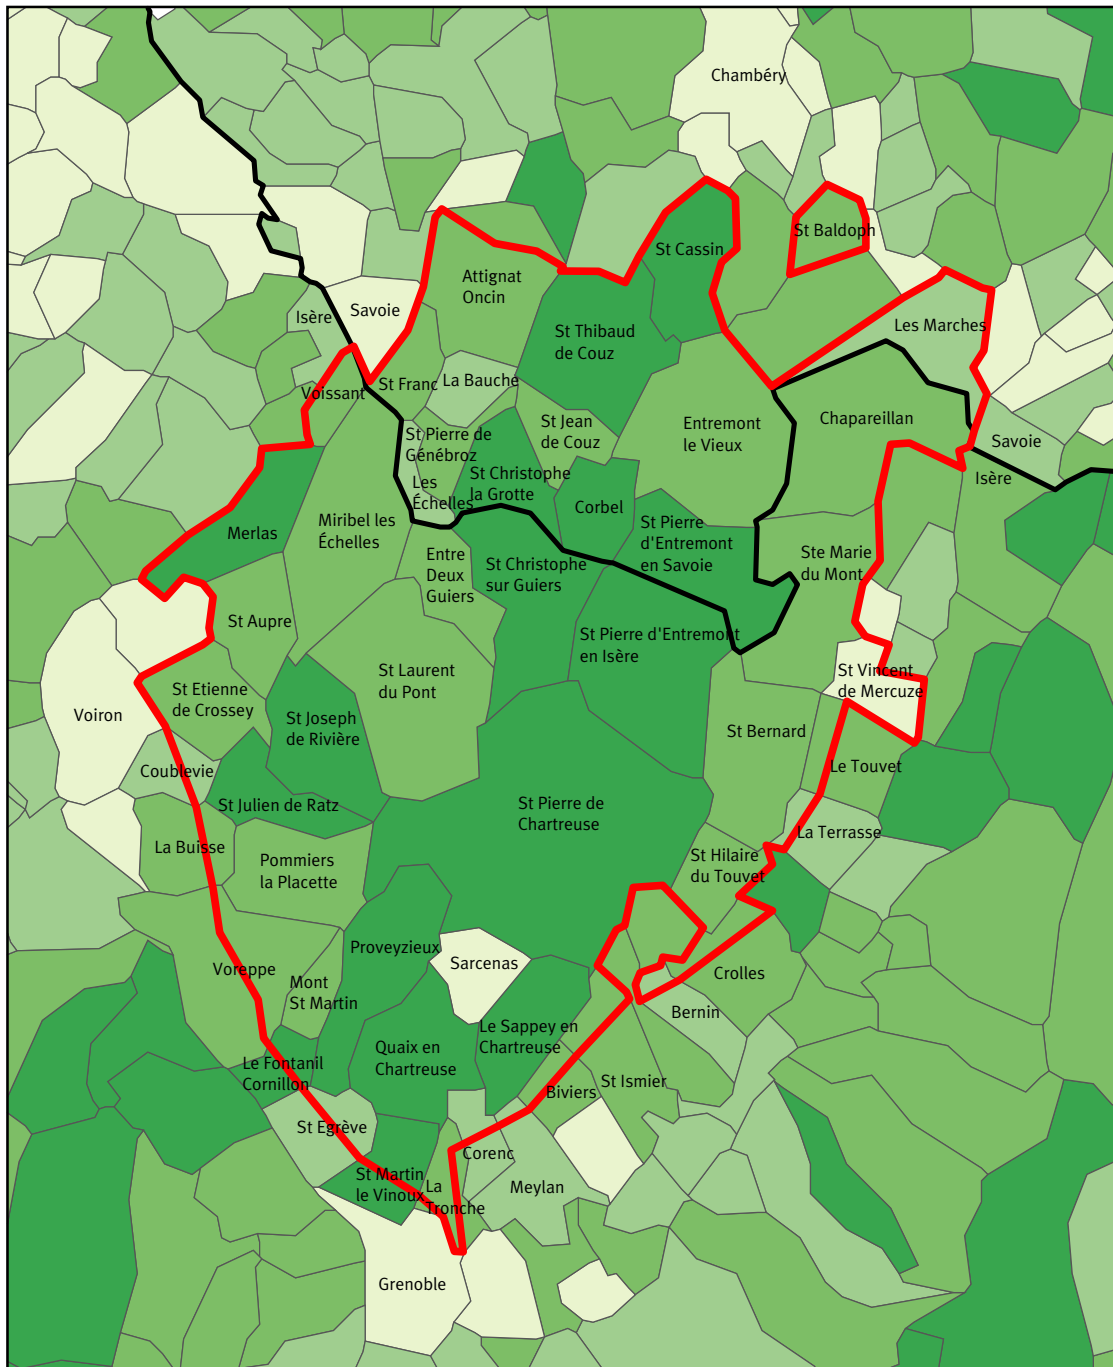 Chambéry
St Baldoph
St Cassin
Attignat
Oncin
Savoie
Isère
St Thibaud
de Couz
Les Marches
La Bauche
St Franc
Voissant
Chapareillan
Entremont
le Vieux
St Jean
de Couz
St Pierre de
Génébroz
Savoie
St Christophe
la Grotte
Isère
Les
Échelles
Corbel
Miribel les
Échelles
Merlas
St Pierre
d'Entremont
en Savoie
Ste Marie
du Mont
Entre
Deux
Guiers
St Christophe
sur Guiers
St Aupre
St Pierre d'Entremont
en Isère
St Laurent
du Pont
St Vincent
de Mercuze
St Etienne
de Crossey
Voiron
St Joseph
de Rivière
St Bernard
Le Touvet
Coublevie
St Julien de Ratz
St Pierre de
Chartreuse
La Terrasse
La Buisse
Pommiers
la Placette
St Hilaire
du Touvet
Proveyzieux
Sarcenas
Voreppe
Mont
St Martin
Crolles
Bernin
Le Sappey en
Chartreuse
Quaix en
Chartreuse
Le Fontanil
Cornillon
St Ismier
Biviers
St Egrève
Corenc
St Martin
le Vinoux
La
Tronche
Meylan
Grenoble